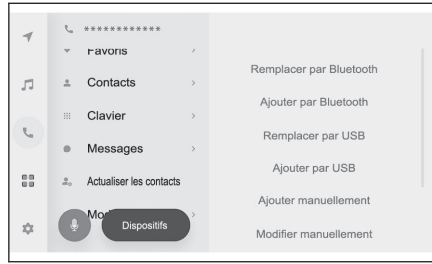 ************
Favoris
Contacts
Clavier
Messages
Actualiser les contacts
Mo
Dispositifs
Remplacer par Bluetooth
Ajouter par Bluetooth
Remplacer par USB
Ajouter par USB
Ajouter manuellement
Modifier manuellement